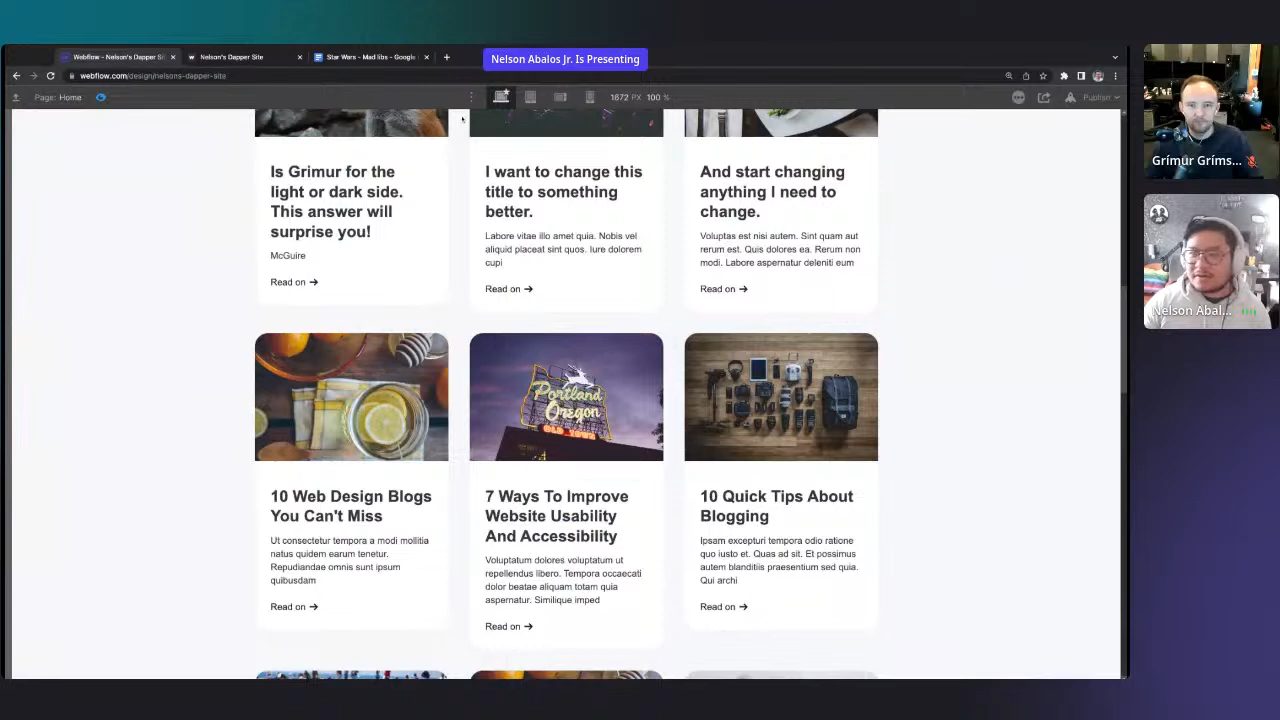 Nelson Abalos Jr. Is Presenting
Webflow - Nelson's Dapper Si
Nelson's Dapper Site
Star Wars - Mad libs - Google
webflow.com/design/nelsons-dapper-site
Page: Home
1672 PX 100 %
Publish
Is Grimur for the
light or dark side.
This answer will
surprise you!
McGuire
Read on →
I want to change this
title to something
better.
Labore vitae illo amet quia. Nobis vel
aliquid placeat sint quos. Iure dolorem
cupi
Read on →
And start changing
anything I need to
change.
Voluptas est nisi autem. Sint quam aut
rerum est. Quis dolores ea. Rerum non
modi. Labore aspernatur deleniti eum
Read on →
Portland
Oregon
OLD TOWN
10 Web Design Blogs
You Can't Miss
Ut consectetur tempora a modi mollitia
natus quidem earum tenetur.
Repudiandae omnis sunt ipsum
quibusdam
Read on →
7 Ways To Improve
Website Usability
And Accessibility
Voluptatum dolores voluptatum ut
repellendus libero. Tempora occaecati
dolor beatae aliquam totam quia
aspernatur. Similique imped
Read on →
10 Quick Tips About
Blogging
Ipsam excepturi tempora odio ratione
quo iusto et. Quas ad sit. Et possimus
autem blanditiis praesentium sed quia.
Qui archi
Read on →
Grímur Gríms...
Nelson Abal...